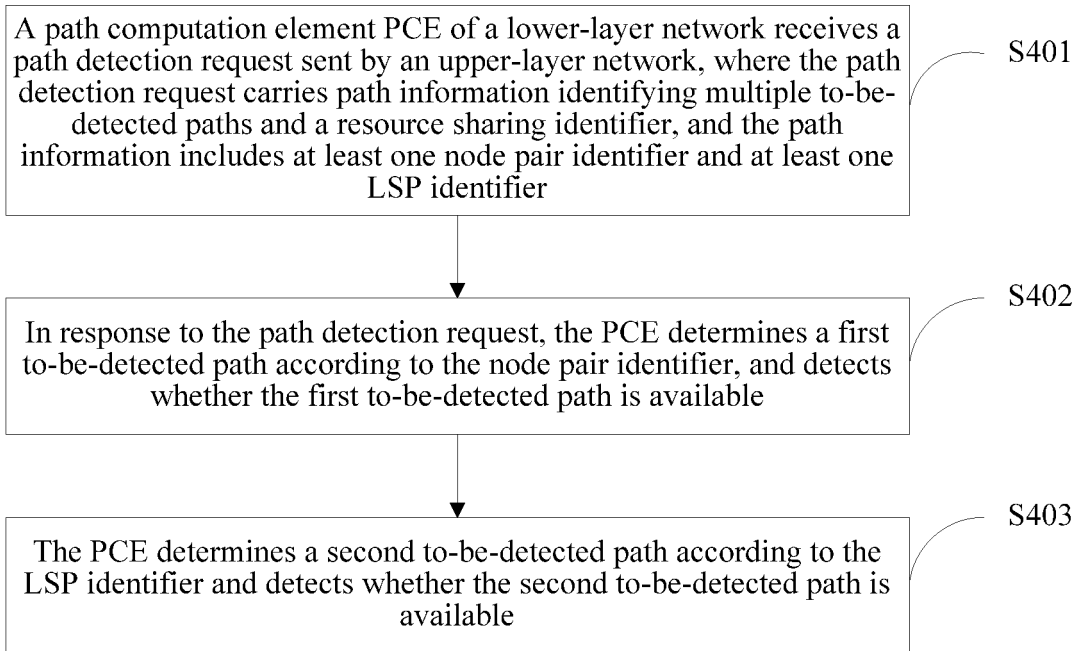 A path computation element PCE of a lower-layer network receives a
path detection request sent by an upper-layer network, where the path
detection request carries path information identifying multiple to-be-
detected paths and a resource sharing identifier, and the path
information includes at least one node pair identifier and at least one
LSP identifier
S401
In response to the path detection request, the PCE determines a first
to-be-detected path according to the node pair identifier, and detects
whether the first to-be-detected path is available
S402
The PCE determines a second to-be-detected path according to the
LSP identifier and detects whether the second to-be-detected path is
available
S403